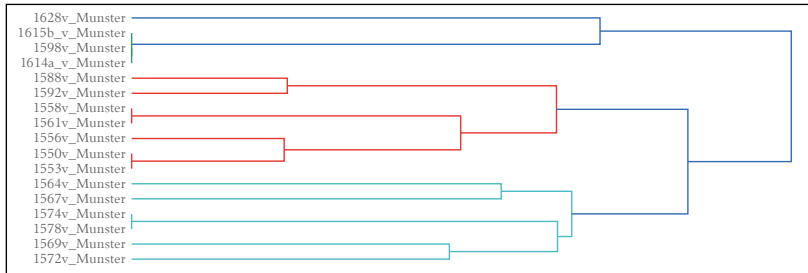 1628v_Munster
1615b_v_Munster
1598v_Munster
1614a_v_Munster
1588v_Munster
1592v_Munster
1558v_Munster
1561v_Munster
1556v_Munster
1550v_Munster
1553v_Munster
1564v_Munster
1567v_Munster
1574v_Munster
1578v_Munster
1569v_Munster
1572v_Munster